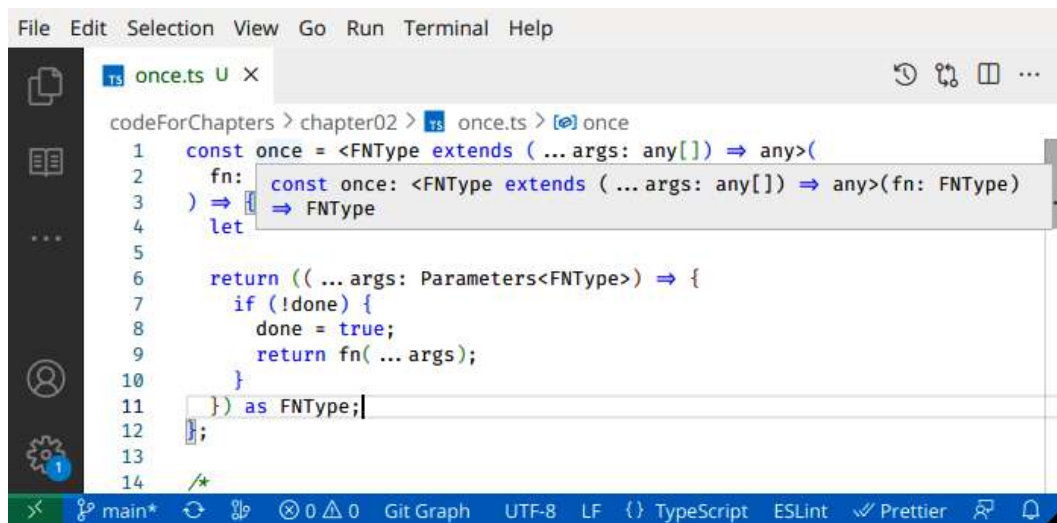 File Edit Selection View Go Run Terminal Help
TS once.ts U ×
codeForChapters > chapter02 > TS once.ts > once
1 const once = <FNType extends (...args: any[]) ⇒ any>(
2 fn:
const once: <FNType extends (...args: any[]) ⇒ any>(fn: FNType)
3 ) ⇒ {
⇒ FNType
4 let
5
6 return ((...args: Parameters<FNType>) ⇒ {
7 if (!done) {
8 done = true;
9 return fn(...args);
10 }
11 }) as FNType;
12 };
13
14 /*
1
main* 0 0 Git Graph UTF-8 LF {} TypeScript ESLint Prettier